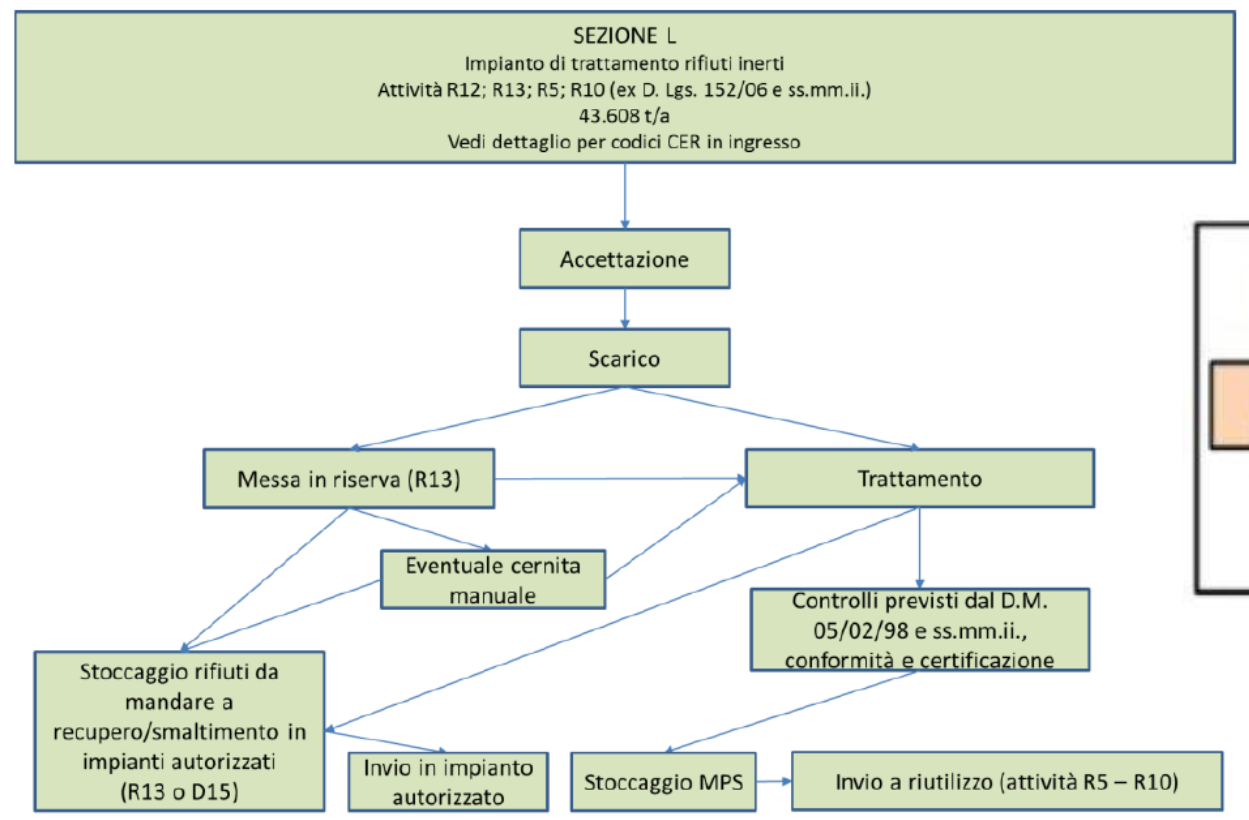 SEZIONE L
Impianto di trattamento rifiuti inerti
Attività R12; R13; R5; R10 (ex D. Lgs. 152/06 e ss.mm.ii.)
43.608 t/a
Vedi dettaglio per codici CER in ingresso
Accettazione
Scarico
Messa in riserva (R13)
Trattamento
Eventuale cernita
manuale
Controlli previsti dal D.M.
05/02/98 e ss.mm.ii.,
conformità e certificazione
Stoccaggio rifiuti da
mandare a
recupero/smaltimento in
impianti autorizzati
(R13 o D15)
Invio in impianto
autorizzato
Stoccaggio MPS
Invio a riutilizzo (attività R5 – R10)